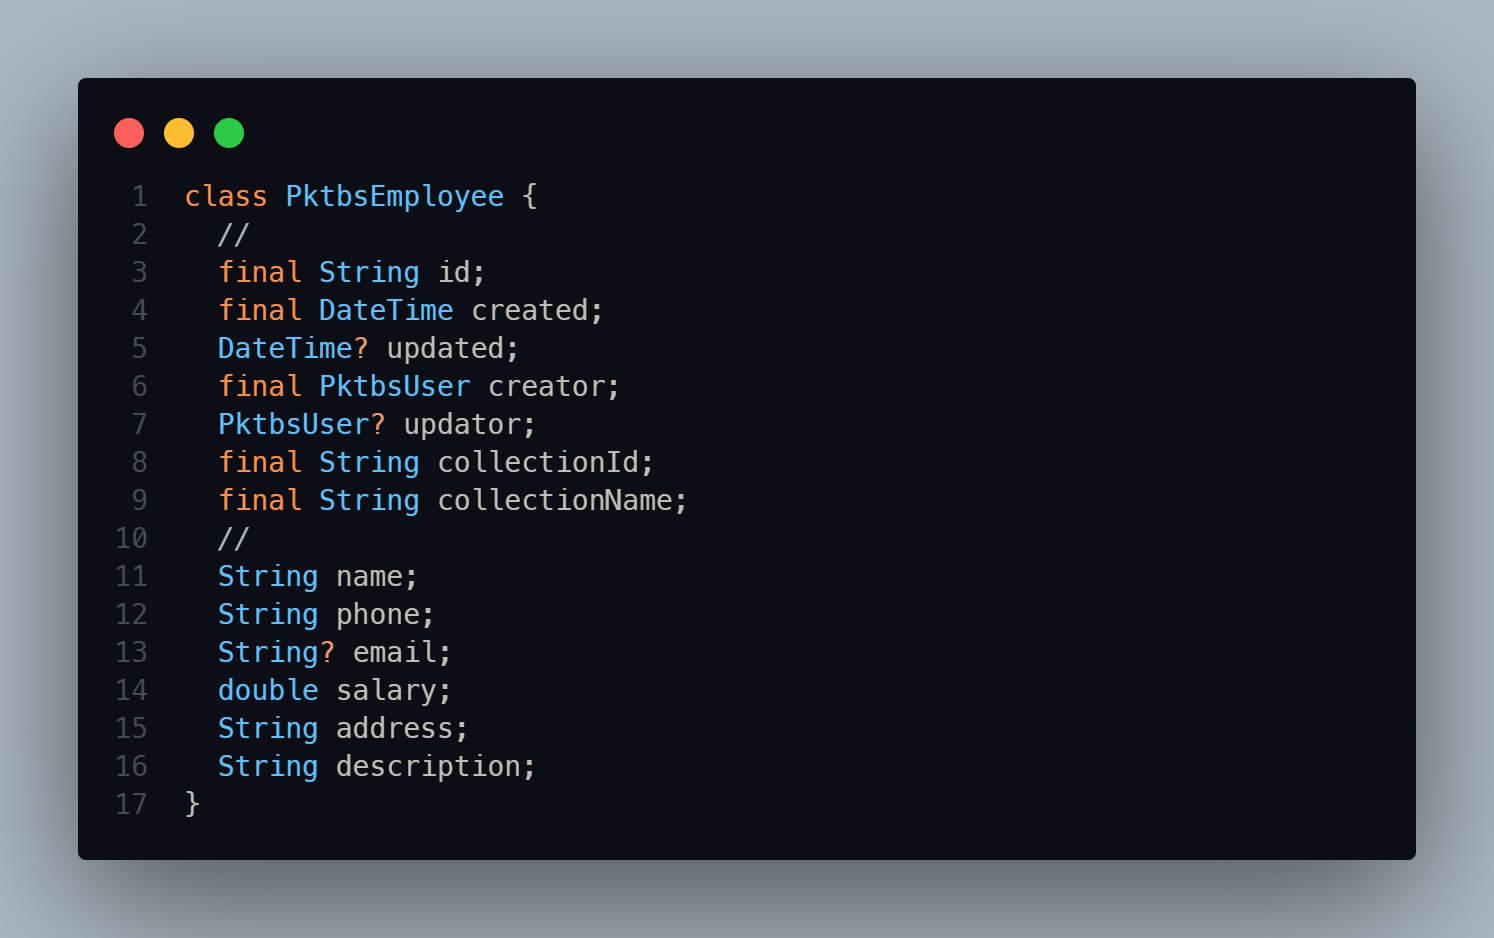 1 class PktbsEmployee {
2   //
3   final String id;
4   final DateTime created;
5   DateTime? updated;
6   final PktbsUser creator;
7   PktbsUser? updator;
8   final String collectionId;
9   final String collectionName;
10   //
11   String name;
12   String phone;
13   String? email;
14   double salary;
15   String address;
16   String description;
17 }